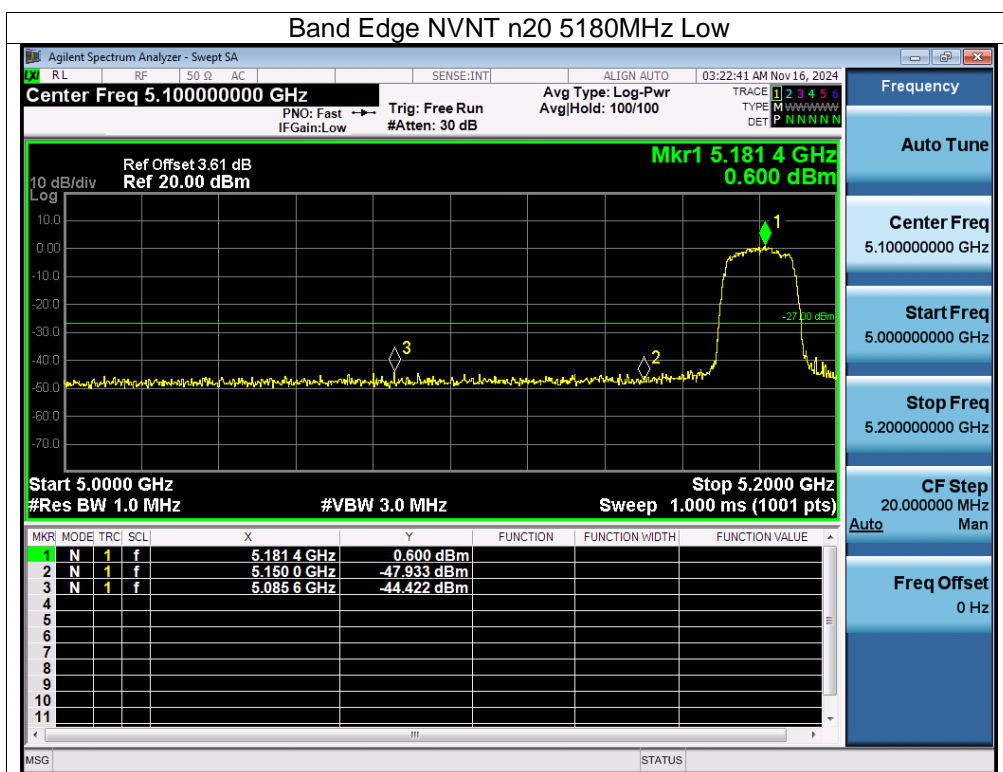 Band Edge NVNT n20 5180MHz Low
Agilent Spectrum Analyzer - Swept SA
LXI RL RF 50 Ω AC SENSE:INT ALIGN AUTO 03:22:41 AM Nov 16, 2024
Center Freq 5.100000000 GHz
PNO: Fast
IFGain:Low
Trig: Free Run
#Atten: 30 dB
Avg Type: Log-Pwr
Avg|Hold: 100/100
TRACE 1 2 3 4 5 6
TYPE M WWWWW
DET P N N N N N
Ref Offset 3.61 dB
Ref 20.00 dBm
10 dB/div
Log
Mkr1 5.181 4 GHz
0.600 dBm
10.0
0.00
-10.0
-20.0
-30.0
-40.0
-50.0
-60.0
-70.0
1
-27.00 dBm
3
2
Start 5.0000 GHz
Stop 5.2000 GHz
#Res BW 1.0 MHz
#VBW 3.0 MHz
Sweep 1.000 ms (1001 pts)
MKR MODE TRC SCL X Y FUNCTION FUNCTION WIDTH FUNCTION VALUE
1 N 1 f 5.181 4 GHz 0.600 dBm
2 N 1 f 5.150 0 GHz -47.933 dBm
3 N 1 f 5.085 6 GHz -44.422 dBm
4
5
6
7
8
9
10
11
MSG
STATUS
Frequency
Auto Tune
Center Freq
5.100000000 GHz
Start Freq
5.000000000 GHz
Stop Freq
5.200000000 GHz
CF Step
20.000000 MHz
Auto Man
Freq Offset
0 Hz